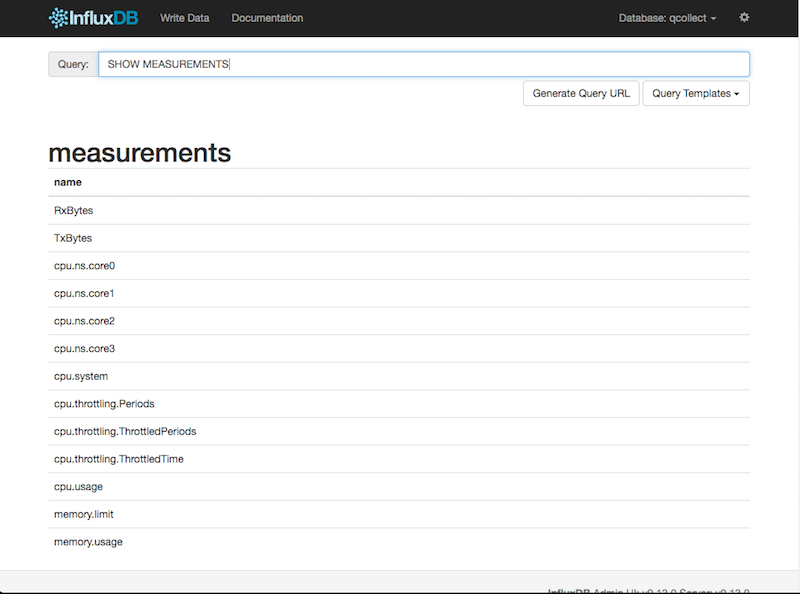 InfluxDB Write Data Documentation Database: qcollect
Query: SHOW MEASUREMENTS
Generate Query URL Query Templates
measurements
name
RxBytes
TxBytes
cpu.ns.core0
cpu.ns.core1
cpu.ns.core2
cpu.ns.core3
cpu.system
cpu.throttling.Periods
cpu.throttling.ThrottledPeriods
cpu.throttling.ThrottledTime
cpu.usage
memory.limit
memory.usage
InfluxDB Admin UI: v0.13.0 Server: v0.13.0